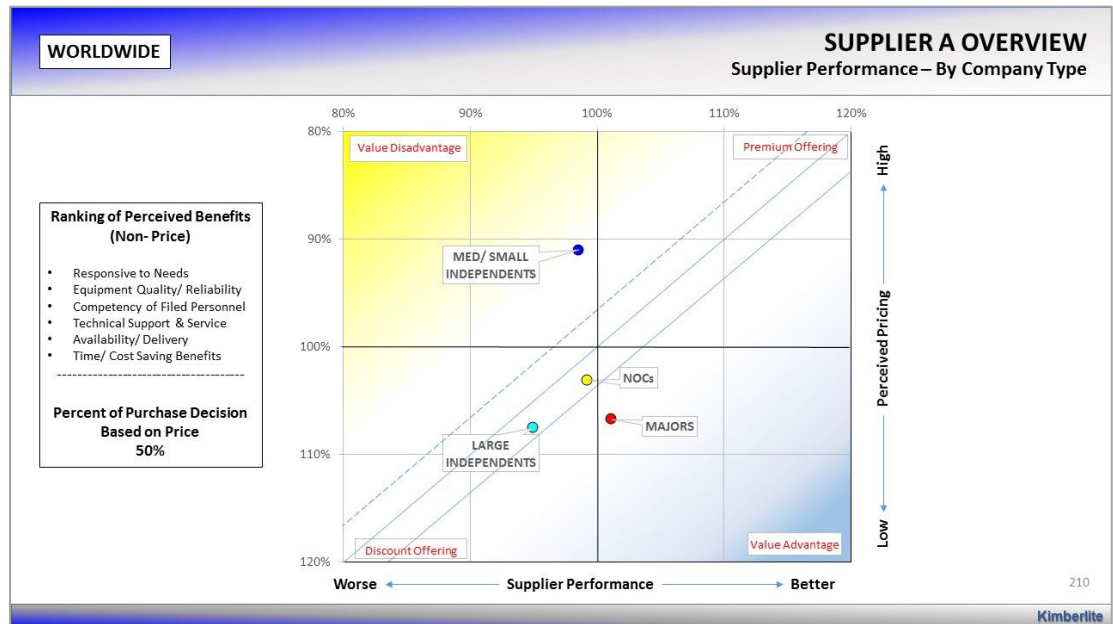 WORLDWIDE
SUPPLIER A OVERVIEW
Supplier Performance – By Company Type
80%
90%
100%
110%
120%
80%
90%
100%
110%
120%
Value Disadvantage
Premium Offering
Discount Offering
Value Advantage
MED/ SMALL
INDEPENDENTS
NOCs
MAJORS
LARGE
INDEPENDENTS
High
Perceived Pricing
Low
Worse
Supplier Performance
Better
Ranking of Perceived Benefits
(Non- Price)
• Responsive to Needs
• Equipment Quality/ Reliability
• Competency of Filed Personnel
• Technical Support & Service
• Availability/ Delivery
• Time/ Cost Saving Benefits
------------------------------------
Percent of Purchase Decision
Based on Price
50%
210
Kimberlite